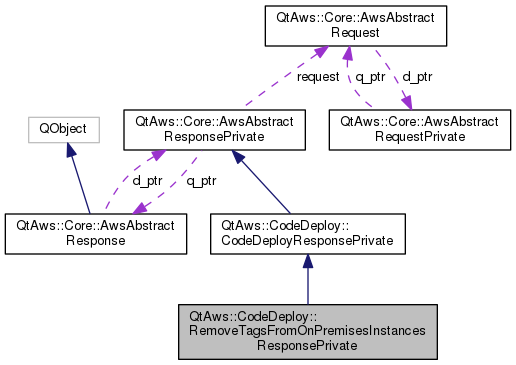 QtAws::Core::AwsAbstract
Request
request
q_ptr
d_ptr
QObject
QtAws::Core::AwsAbstract
ResponsePrivate
QtAws::Core::AwsAbstract
RequestPrivate
d_ptr
q_ptr
QtAws::Core::AwsAbstract
Response
QtAws::CodeDeploy::
CodeDeployResponsePrivate
QtAws::CodeDeploy::
RemoveTagsFromOnPremisesInstances
ResponsePrivate